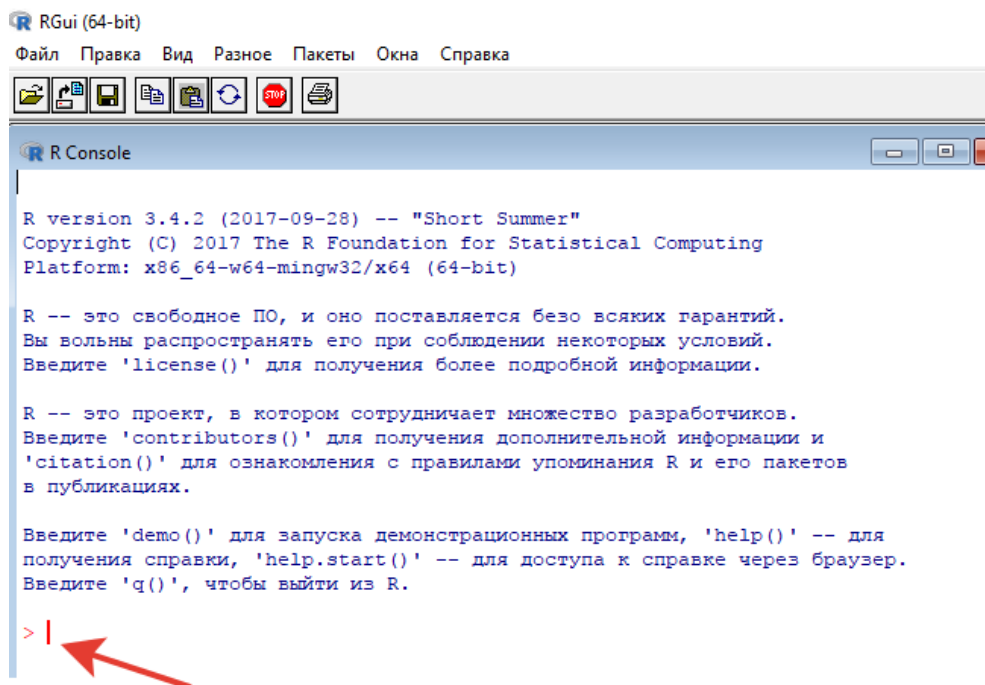 RGui (64-bit)
Файл Правка Вид Разное Пакеты Окна Справка
STOP
R Console
R version 3.4.2 (2017-09-28) -- "Short Summer"
Copyright (C) 2017 The R Foundation for Statistical Computing
Platform: x86_64-w64-mingw32/x64 (64-bit)
R -- это свободное ПО, и оно поставляется безо всяких гарантий.
Вы вольны распространять его при соблюдении некоторых условий.
Введите 'license()' для получения более подробной информации.
R -- это проект, в котором сотрудничает множество разработчиков.
Введите 'contributors()' для получения дополнительной информации и
'citation()' для ознакомления с правилами упоминания R и его пакетов
в публикациях.
Введите 'demo()' для запуска демонстрационных программ, 'help()' -- для
получения справки, 'help.start()' -- для доступа к справке через браузер.
Введите 'q()', чтобы выйти из R.
>